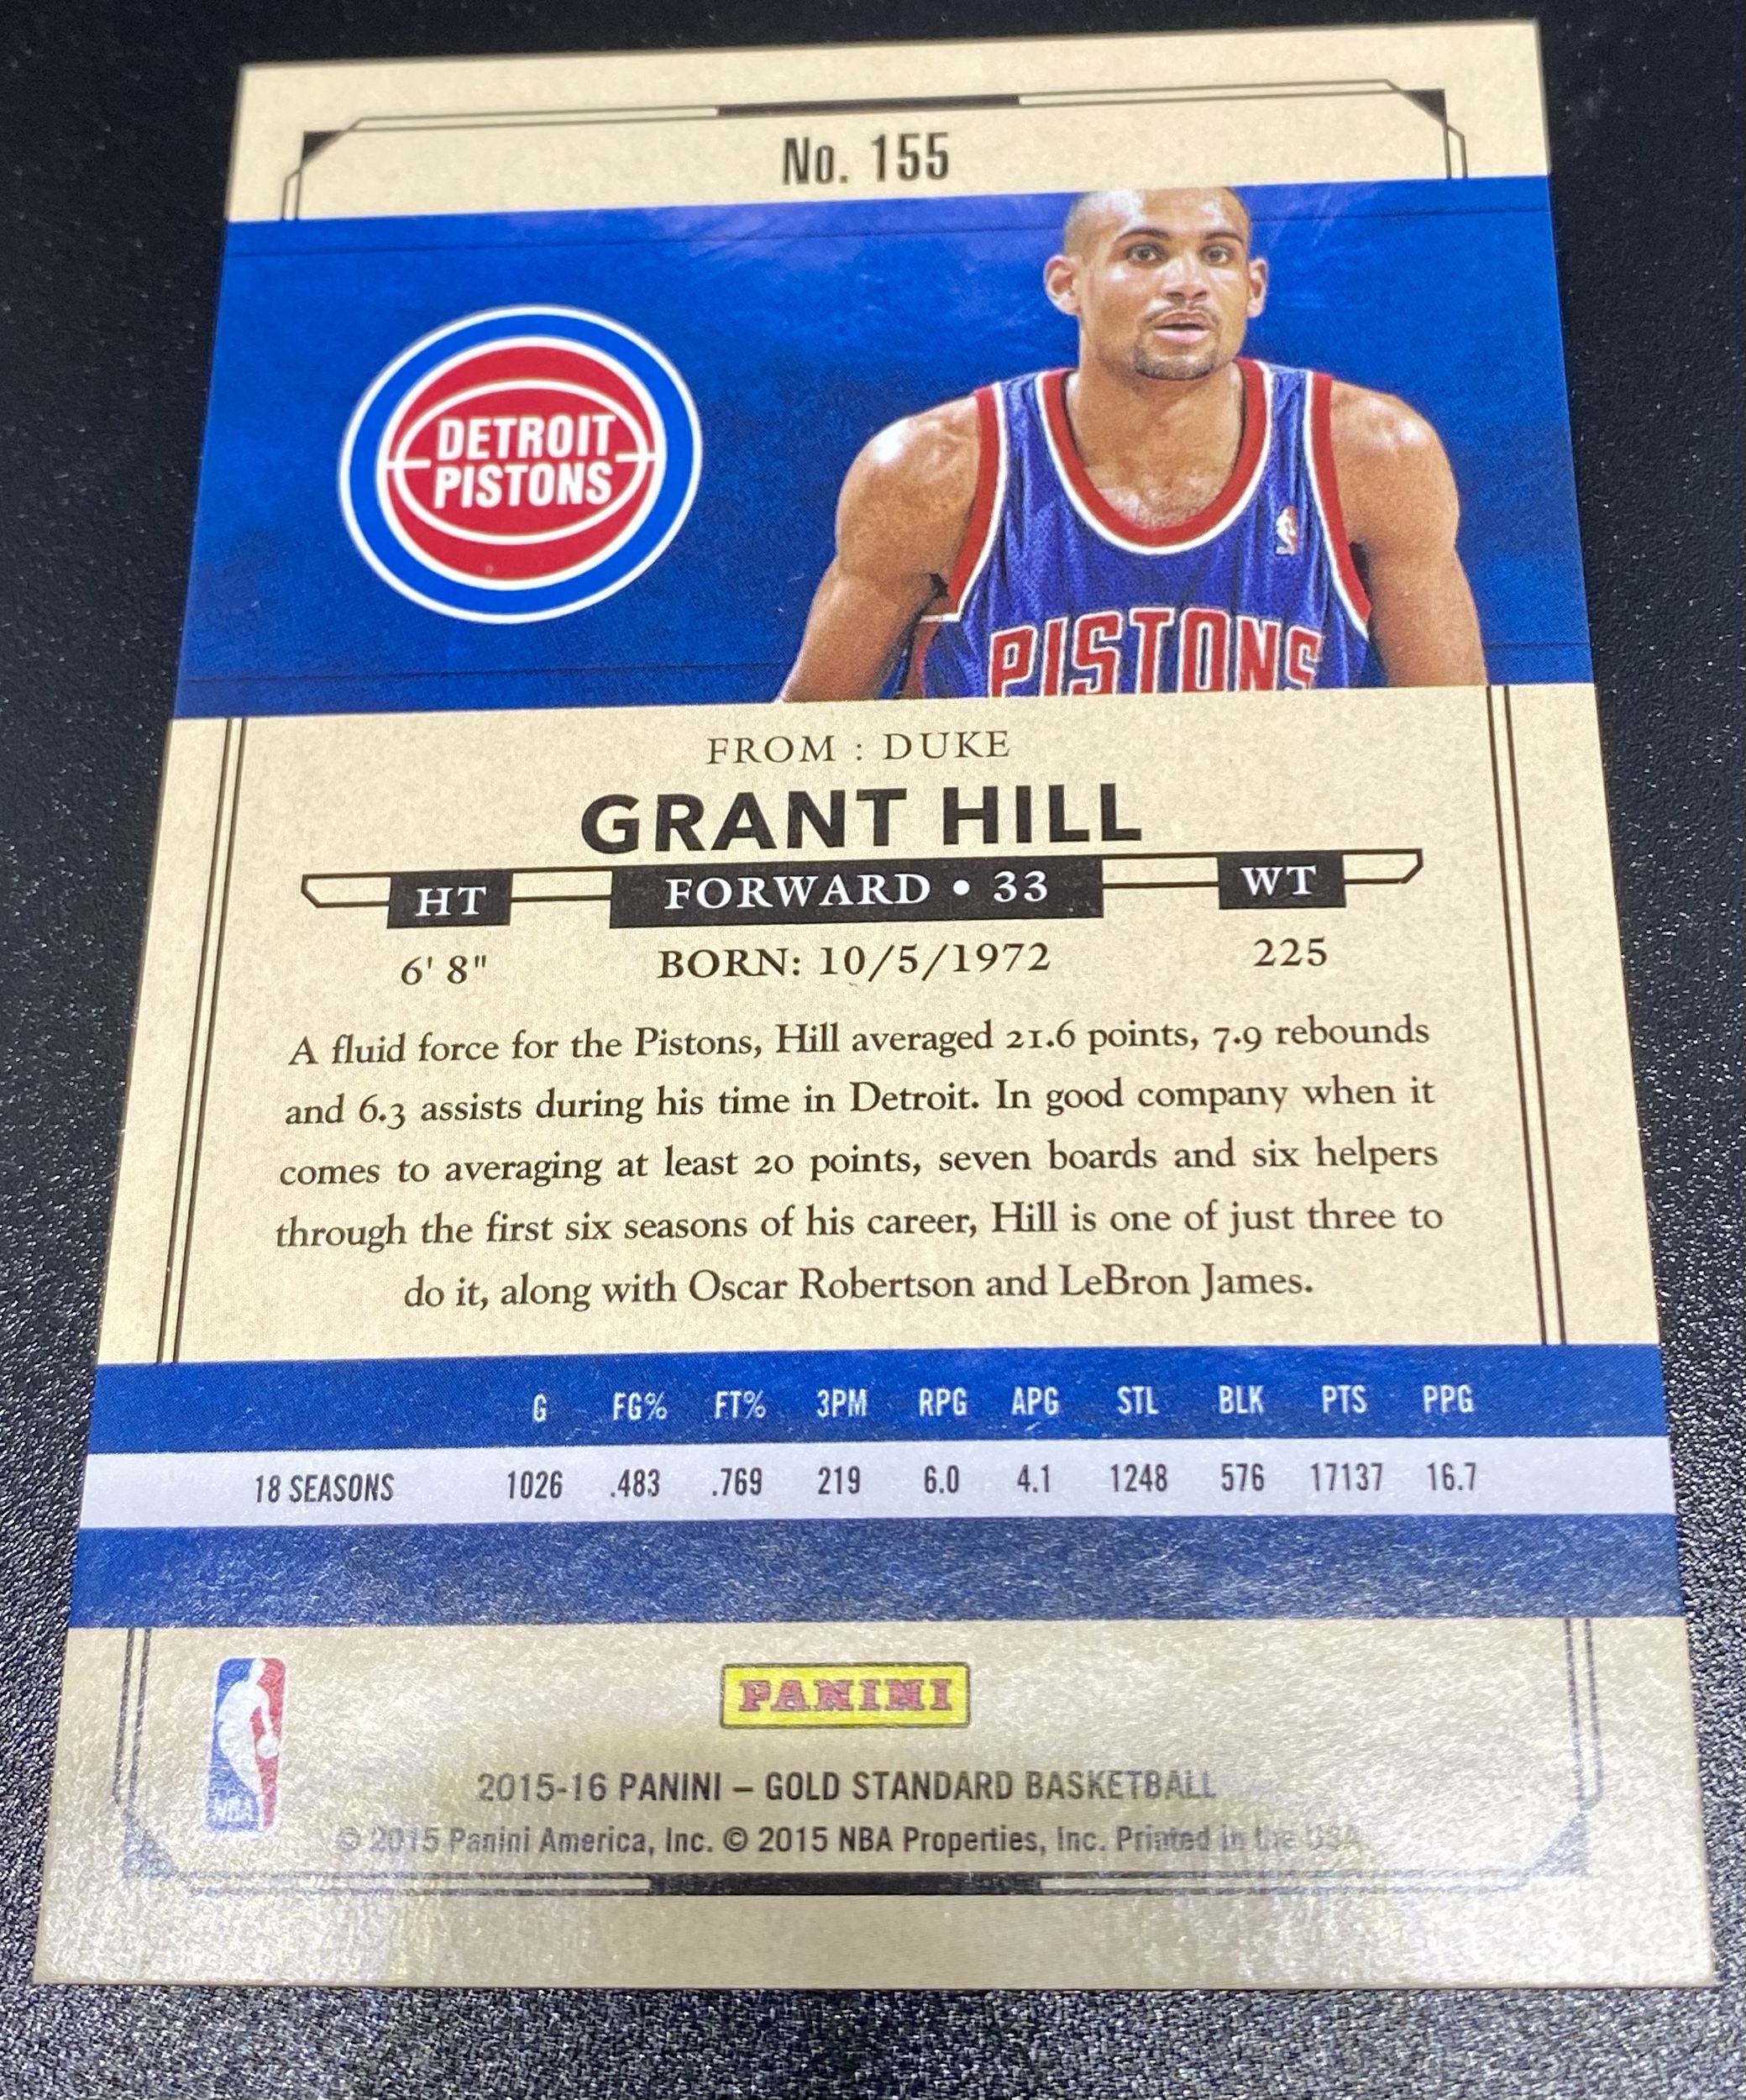 No. 155
DETROIT
PISTONS
PISTONS
FROM : DUKE
GRANT HILL
HT FORWARD • 33 WT
6' 8" BORN: 10/5/1972 225
A fluid force for the Pistons, Hill averaged 21.6 points, 7.9 rebounds
and 6.3 assists during his time in Detroit. In good company when it
comes to averaging at least 20 points, seven boards and six helpers
through the first six seasons of his career, Hill is one of just three to
do it, along with Oscar Robertson and LeBron James.
G FG% FT% 3PM RPG APG STL BLK PTS PPG
18 SEASONS 1026 .483 .769 219 6.0 4.1 1248 576 17137 16.7
PANINI
NBA
2015-16 PANINI – GOLD STANDARD BASKETBALL
© 2015 Panini America, Inc. © 2015 NBA Properties, Inc. Printed in the USA